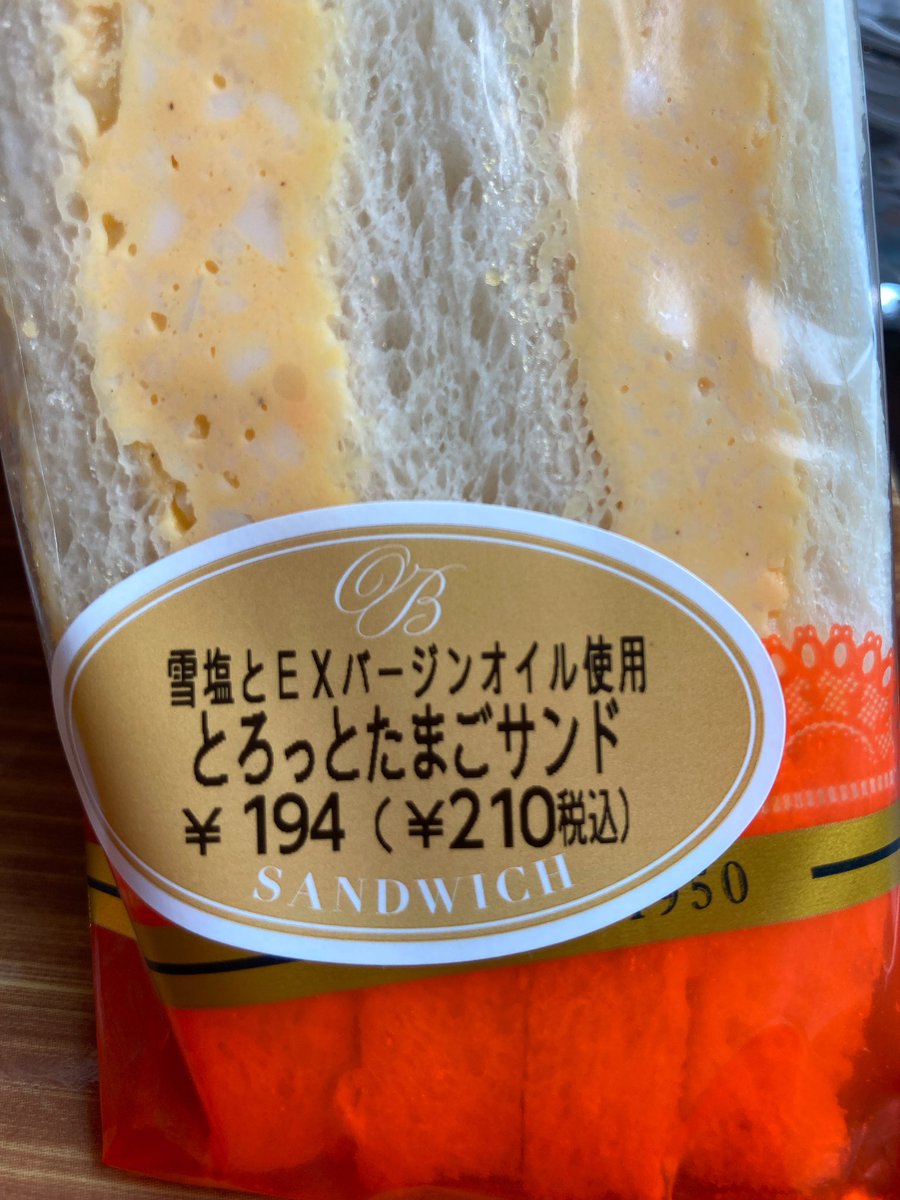 OB
雪塩とEXバージンオイル使用
とろっとたまごサンド
¥194(¥210税込)
SANDWICH
1950